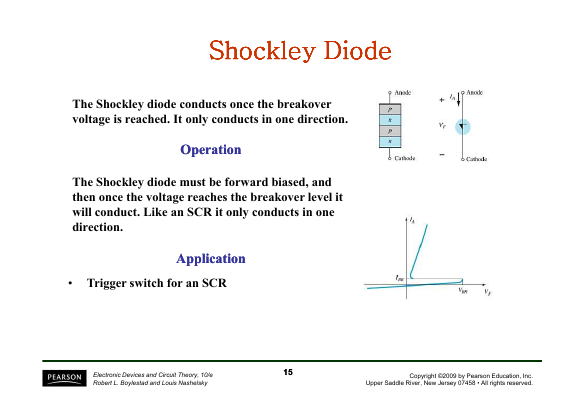 Shockley Diode
The Shockley diode conducts once the breakover
voltage is reached. It only conducts in one direction.
Operation
The Shockley diode must be forward biased, and
then once the voltage reaches the breakover level it
will conduct. Like an SCR it only conducts in one
direction.
Application
• Trigger switch for an SCR
Anode
p
n
p
n
Cathode
Anode
+ I_A
V_F
−
Cathode
I_A
V_BR
V_F
PEARSON
Electronic Devices and Circuit Theory, 10/e
Robert L. Boylestad and Louis Nashelsky
15
Copyright ©2009 by Pearson Education, Inc.
Upper Saddle River, New Jersey 07458 • All rights reserved.